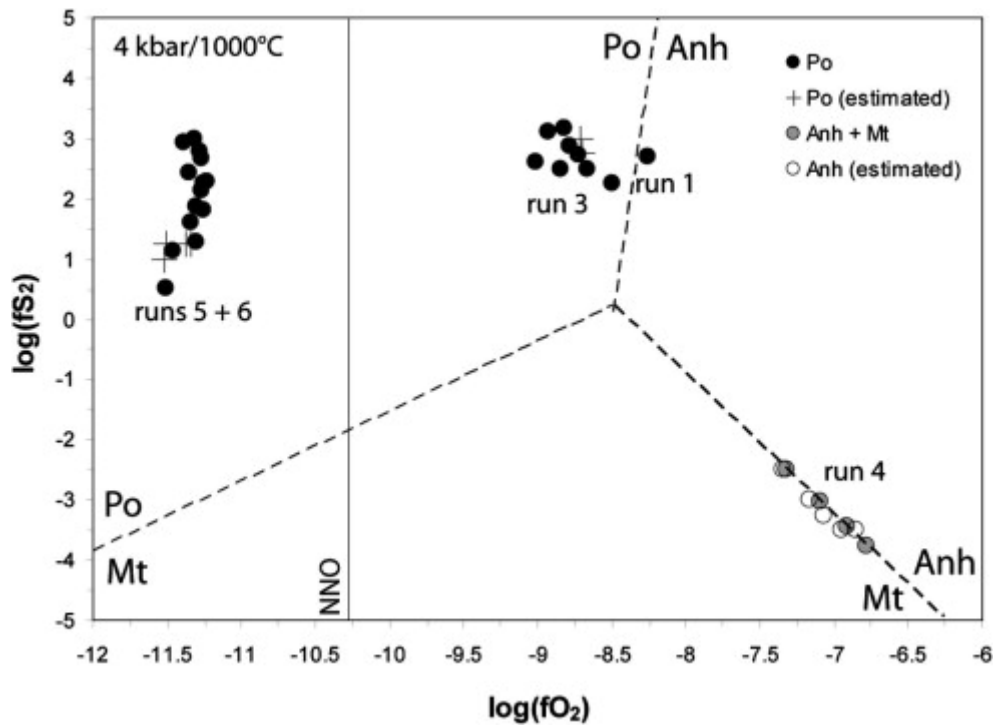 4 kbar/1000°C
Po Anh
Po
Po (estimated)
Anh + Mt
Anh (estimated)
run 3
run 1
runs 5 + 6
run 4
Po
Mt
NNO
Anh
Mt
5
4
3
2
1
0
-1
-2
-3
-4
-5
log(fS2)
-12 -11.5 -11 -10.5 -10 -9.5 -9 -8.5 -8 -7.5 -7 -6.5 -6
log(fO2)